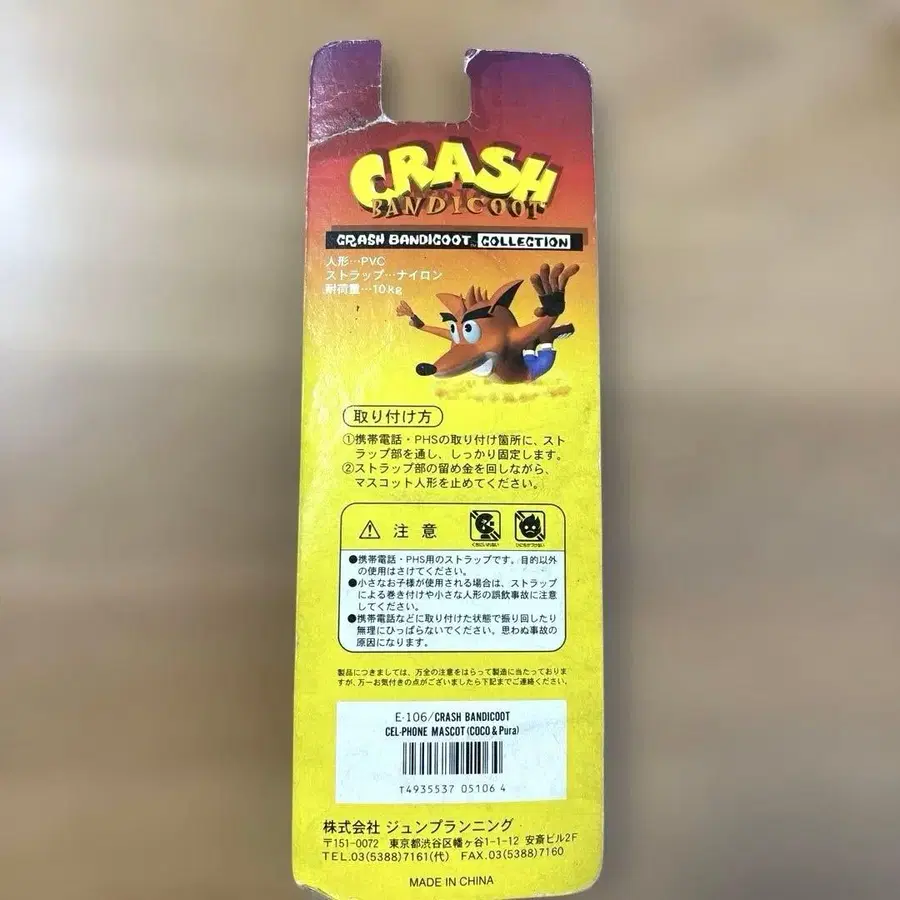 CRASH
BANDICOOT
CRASH BANDICOOT COLLECTION
人形…PVC
ストラップ…ナイロン
耐荷重…10kg
取り付け方
①携帯電話・PHSの取り付け箇所に、スト
ラップ部を通し、しっかり固定します。
②ストラップ部の留め金を回しながら、
マスコット人形を止めてください。
注意
くちにいれない
ひにちかづけない
●携帯電話・PHS用のストラップです。目的以外
の使用はさけてください。
●小さなお子様が使用される場合は、ストラップ
による巻き付けや小さな人形の誤飲事故に注意
してください。
●携帯電話などに取り付けた状態で振り回したり
無理にひっぱらないでください。思わぬ事故の
原因になります。
製品につきましては、万全の注意をはらって製造に当たっておりま
すが、万一お気付きの点がございましたら下記までご連絡ください。
E-106/CRASH BANDICOOT
CEL-PHONE MASCOT(COCO&Pura)
T4935537 05106 4
株式会社 ジュンプランニング
〒151-0072 東京都渋谷区幡ヶ谷1-1-12 安斎ビル2F
TEL.03(5388)7161(代) FAX.03(5388)7160
MADE IN CHINA